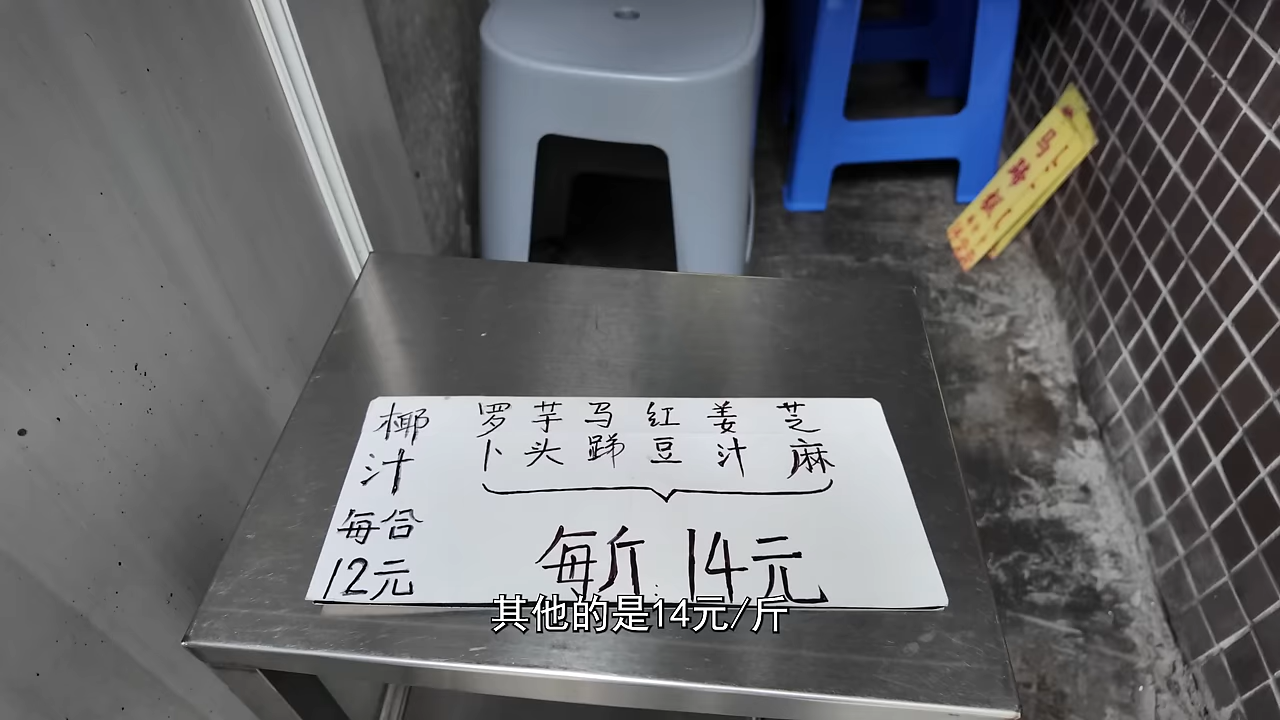 椰汁
每合
12元
罗卜 芋头 马蹄 红豆 姜汁 芝麻
每斤14元
其他的是14元/斤